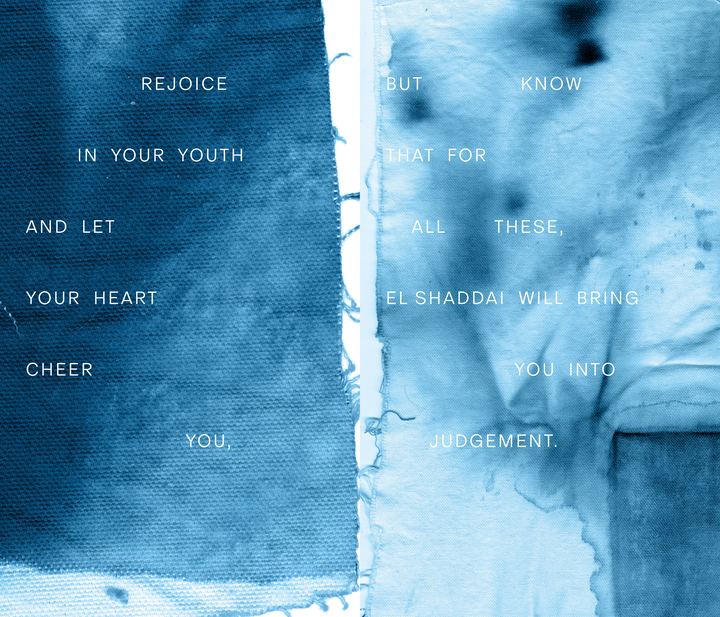 REJOICE
IN YOUR YOUTH
AND LET
YOUR HEART
CHEER
YOU,
BUT KNOW
THAT FOR
ALL THESE,
EL SHADDAI WILL BRING
YOU INTO
JUDGEMENT.